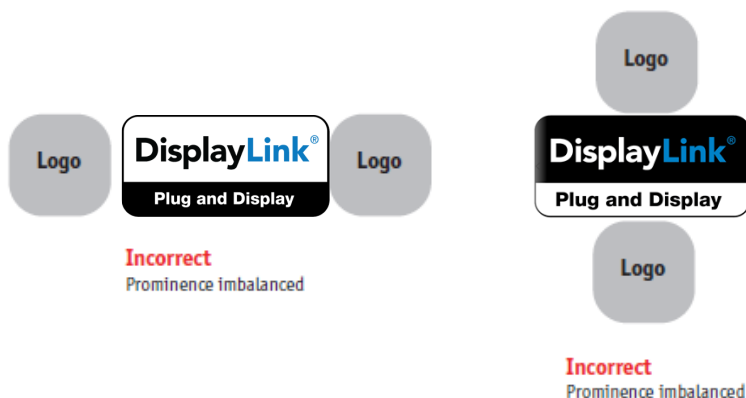 Logo
DisplayLink®
Plug and Display
Logo
Incorrect
Prominence imbalanced
Logo
DisplayLink®
Plug and Display
Logo
Incorrect
Prominence imbalanced